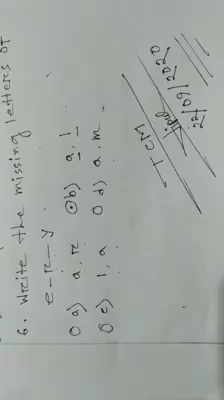 6. Write the missing letters of
e-r-y.
a) a, r b) a, l
c) l, a d) a, m.
TCM
22/09/2020